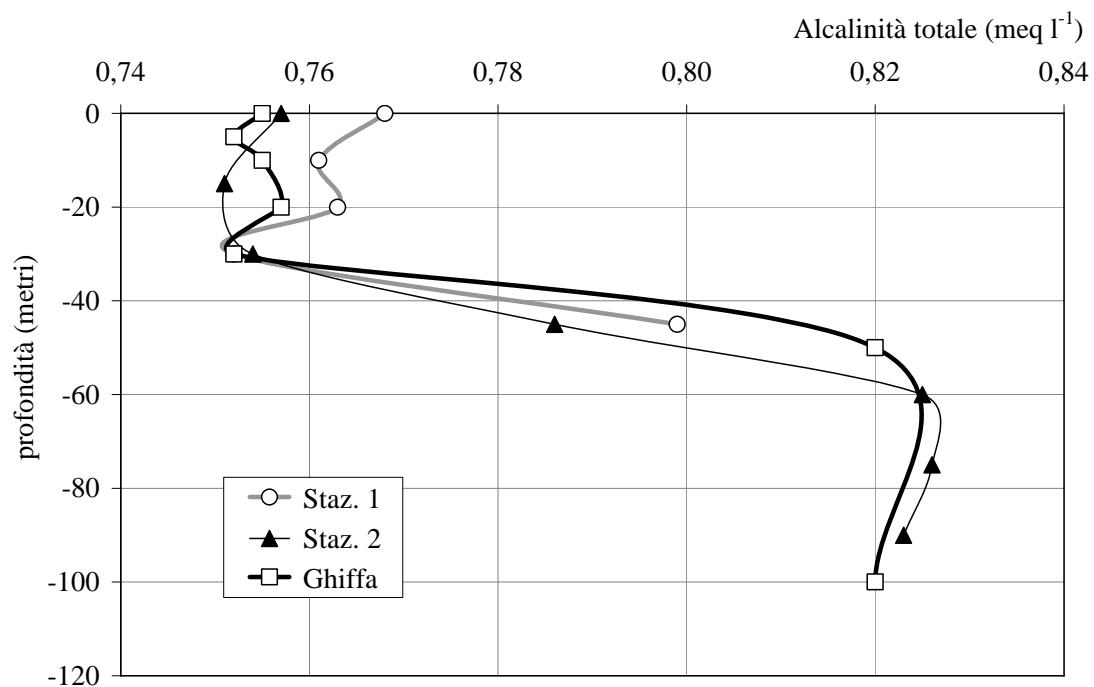 Alcalinità totale (meq l-1)
0,74 0,76 0,78 0,80 0,82 0,84
0
-20
-40
-60
-80
-100
-120
profondità (metri)
Staz. 1
Staz. 2
Ghiffa